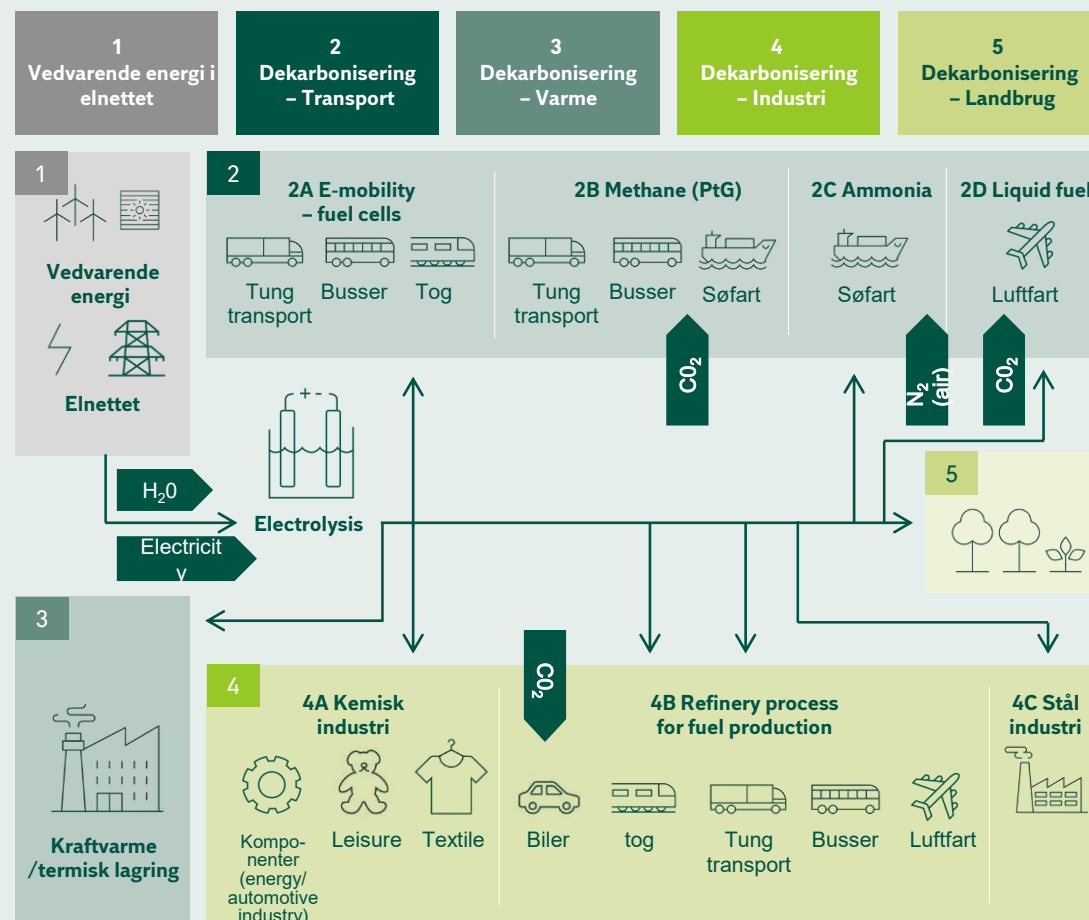 1
Vedvarende energi i
elnettet
2
Dekarbonisering
– Transport
3
Dekarbonisering
– Varme
4
Dekarbonisering
– Industri
5
Dekarbonisering
– Landbrug
1
Vedvarende
energi
Elnettet
2
2A E-mobility
– fuel cells
Tung
transport
Busser
Tog
2B Methane (PtG)
Tung
transport
Busser
Søfart
2C Ammonia
Søfart
2D Liquid fuel
Luftfart
C0₂
N₂
(air)
C0₂
+ -
H₂0
Electrolysis
Electricit
y
5
3
Kraftvarme
/termisk lagring
C0₂
4
4A Kemisk
industri
Kompo-
nenter
(energy/
automotive
industry)
Leisure
Textile
4B Refinery process
for fuel production
Biler
tog
Tung
transport
Busser
Luftfart
4C Stål
industri